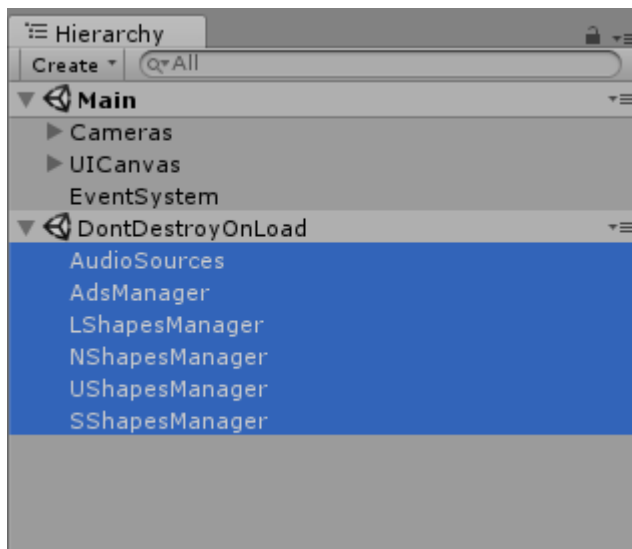 Hierarchy
Create All
Main
Cameras
UICanvas
EventSystem
DontDestroyOnLoad
AudioSources
AdsManager
LShapesManager
NShapesManager
UShapesManager
SShapesManager